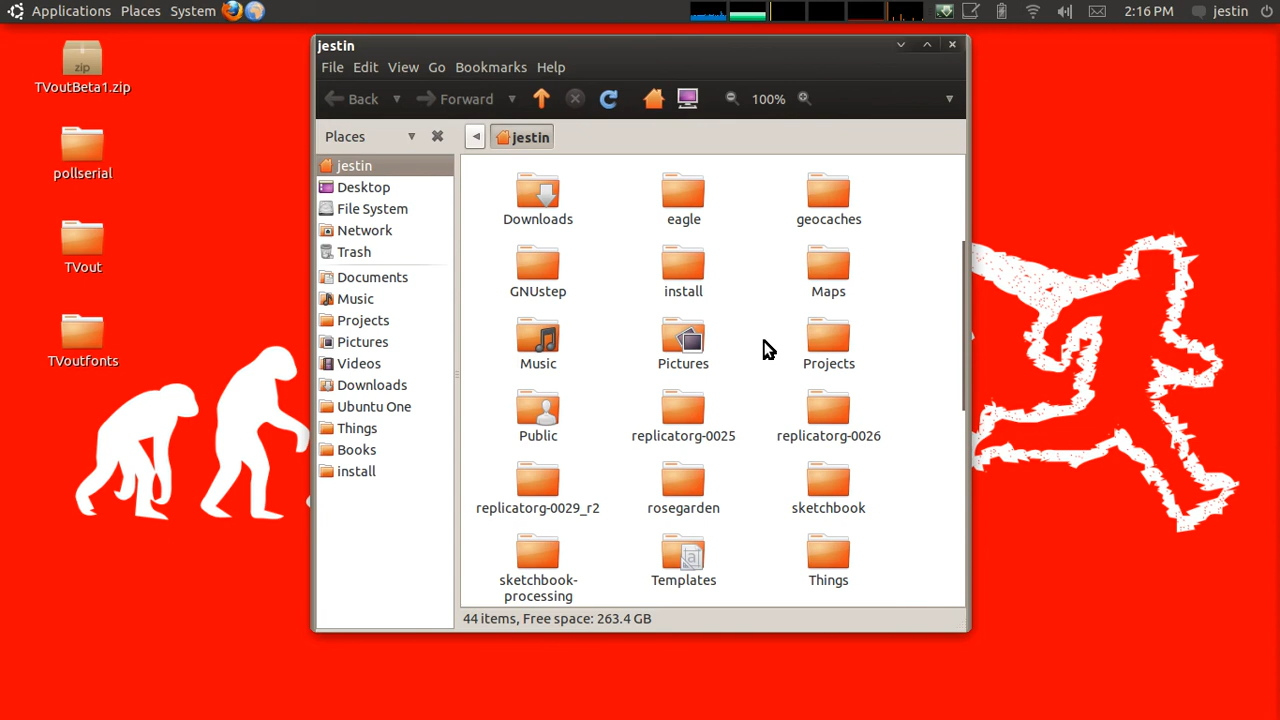 Applications Places System 2:16 PM jestin
TVoutBeta1.zip
zip
pollserial
TVout
TVoutfonts
jestin
File Edit View Go Bookmarks Help
Back Forward 100%
Places jestin
jestin
Desktop
File System
Network
Trash
Documents
Music
Projects
Pictures
Videos
Downloads
Ubuntu One
Things
Books
install
Downloads eagle geocaches
GNUstep install Maps
Music Pictures Projects
Public replicatorg-0025 replicatorg-0026
replicatorg-0029_r2 rosegarden sketchbook
sketchbook-
processing Templates Things
44 items, Free space: 263.4 GB